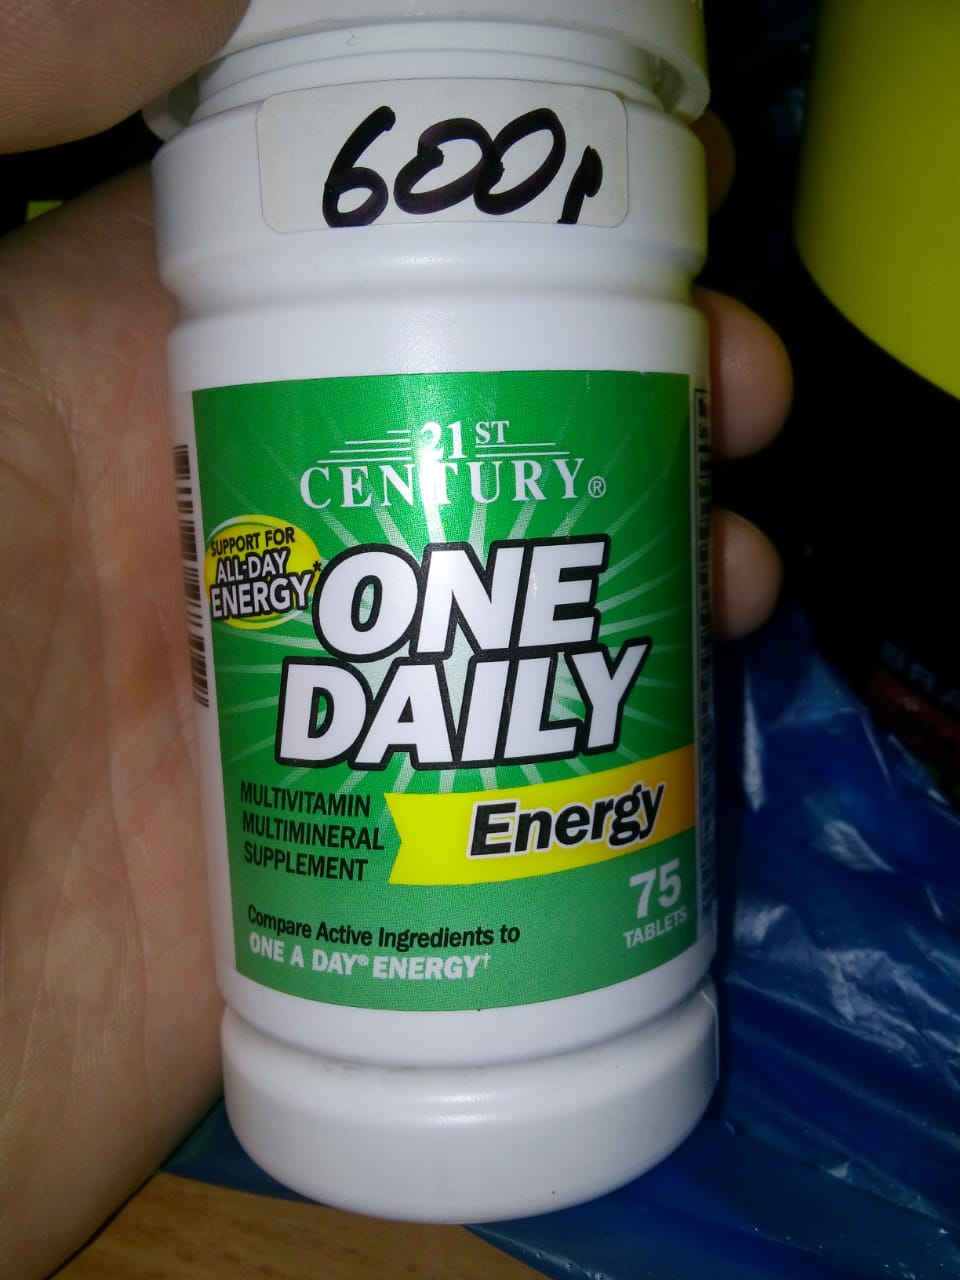 600р
21ST
CENTURY®
SUPPORT FOR
ALL-DAY
ENERGY*
ONE
DAILY
MULTIVITAMIN
MULTIMINERAL
SUPPLEMENT
Energy
75
TABLETS
Compare Active Ingredients to
ONE A DAY® ENERGY†